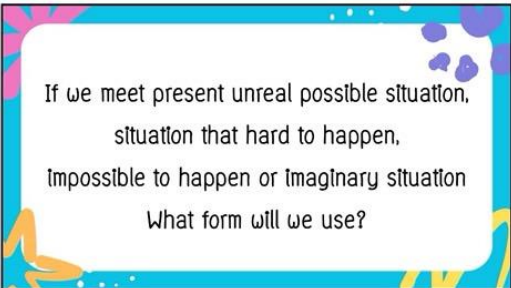 If we meet present unreal possible situation,
situation that hard to happen,
impossible to happen or imaginary situation
What form will we use?